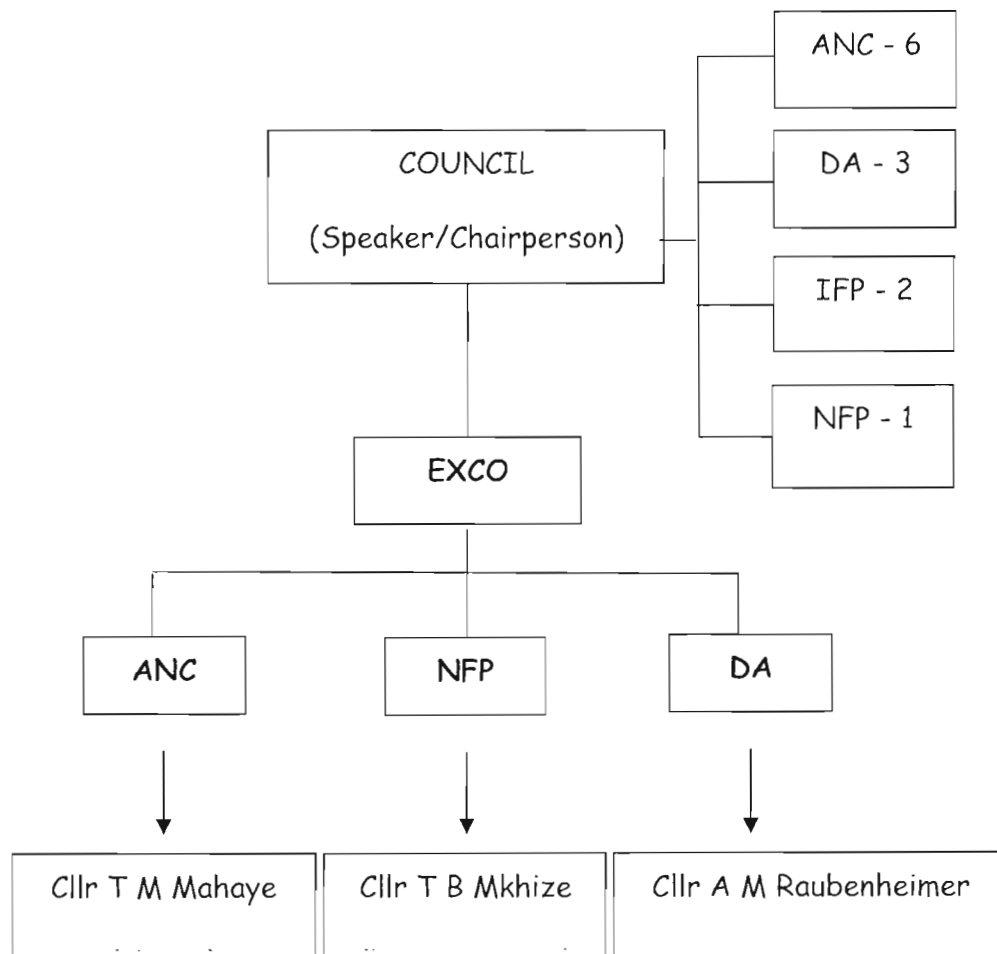 ANC - 6
COUNCIL
(Speaker/Chairperson)
DA - 3
IFP - 2
NFP - 1
EXCO
ANC
NFP
DA
Cllr T M Mahaye
Cllr T B Mkhize
Cllr A M Raubenheimer